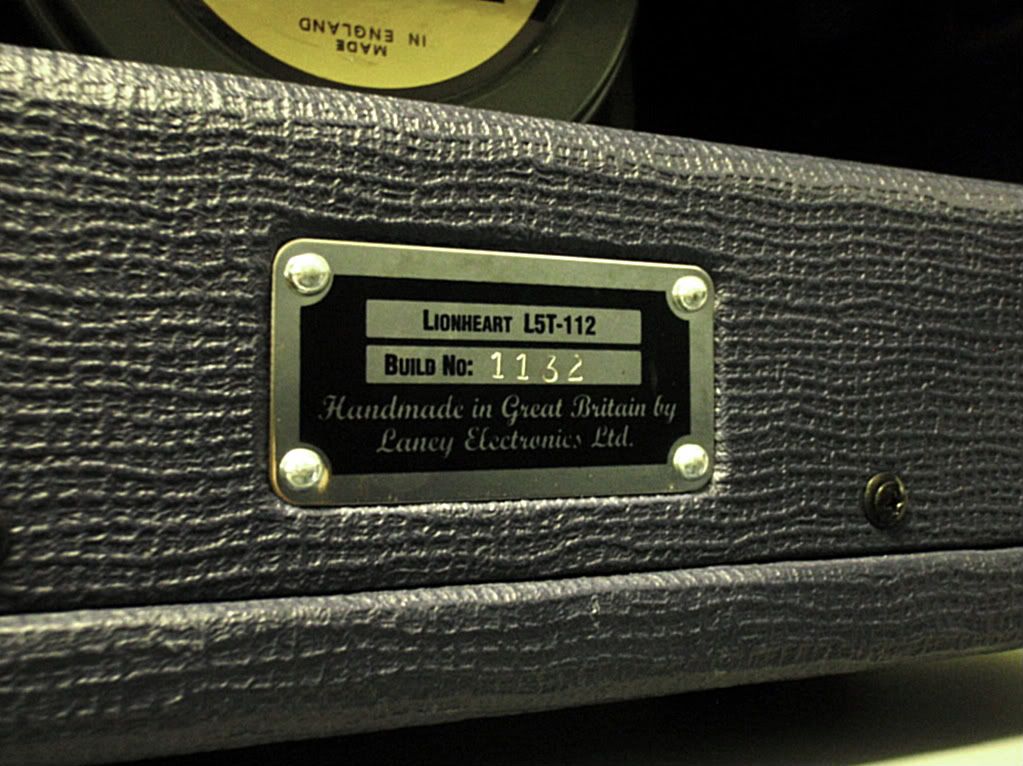 MADE
IN ENGLAND
LIONHEART L5T-112
BUILD NO: 1132
Handmade in Great Britain by
Laney Electronics Ltd.